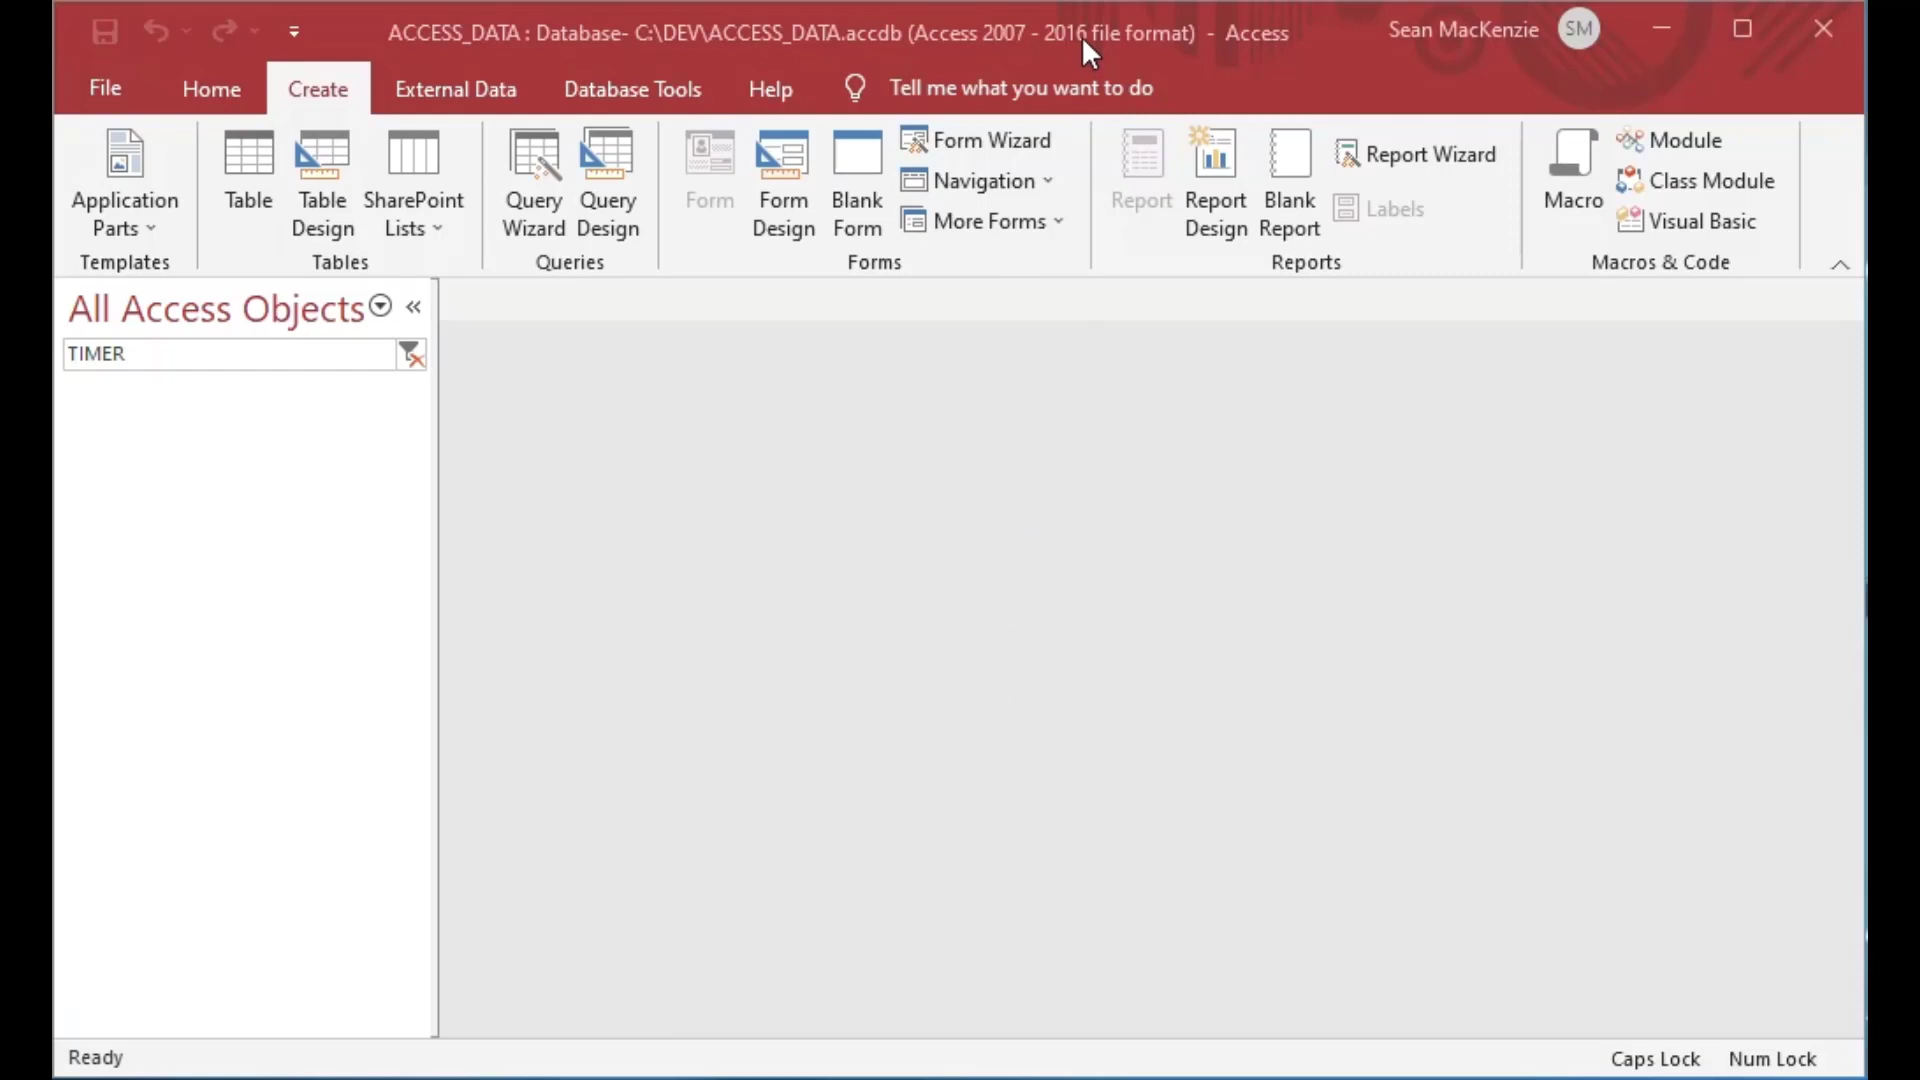 ACCESS_DATA : Database- C:\DEV\ACCESS_DATA.accdb (Access 2007 - 2016 file format) - Access
Sean MacKenzie
SM
File
Home
Create
External Data
Database Tools
Help
Tell me what you want to do
Application Parts
Templates
Table
Table Design
SharePoint Lists
Tables
Query Wizard
Query Design
Queries
Form
Form Design
Blank Form
Form Wizard
Navigation
More Forms
Forms
Report
Report Design
Blank Report
Report Wizard
Labels
Reports
Macro
Module
Class Module
Visual Basic
Macros & Code
All Access Objects
TIMER
Ready
Caps Lock
Num Lock